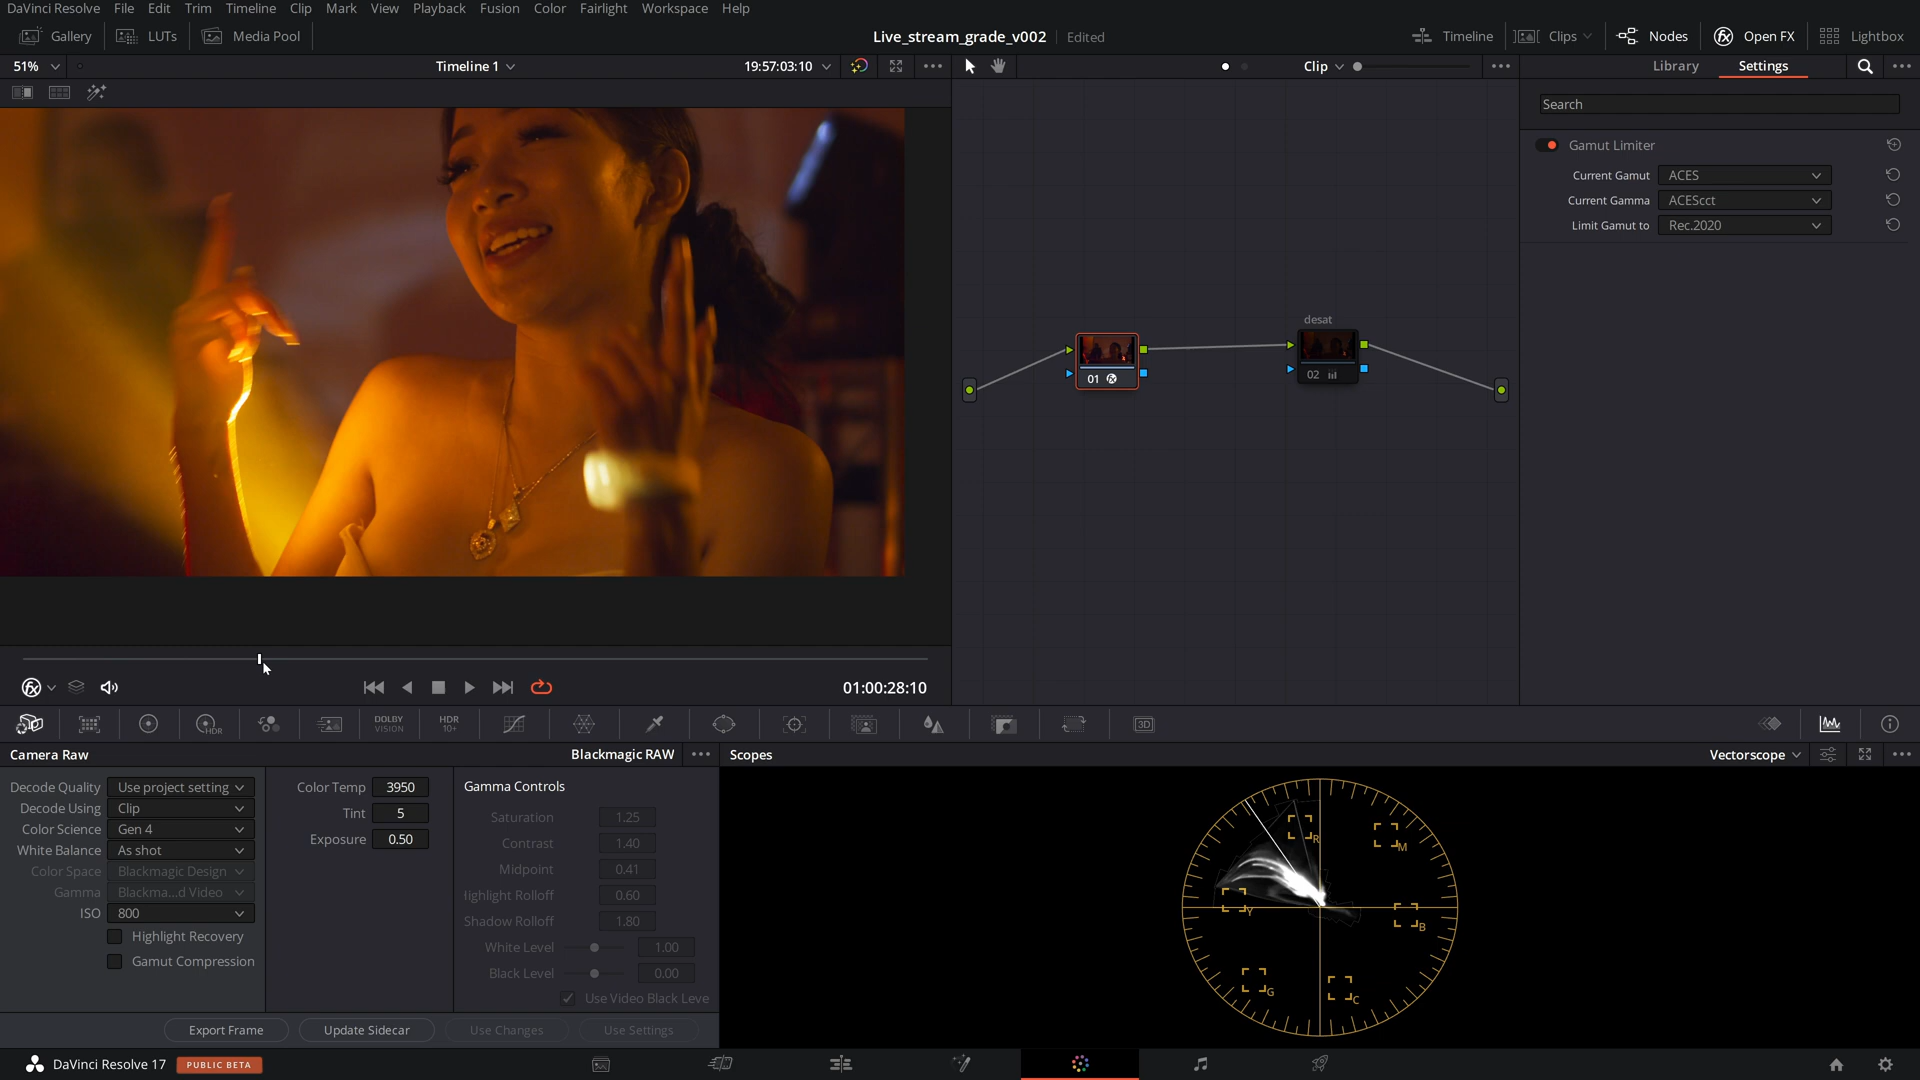 DaVinci Resolve File Edit Trim Timeline Clip Mark View Playback Fusion Color Fairlight Workspace Help
Gallery LUTs Media Pool Live_stream_grade_v002 Edited Timeline Clips Nodes Open FX Lightbox
51% Timeline 1 19:57:03:10 Clip Library Settings
Search
Gamut Limiter
Current Gamut ACES
Current Gamma ACEScct
Limit Gamut to Rec.2020
desat
01
02
01:00:28:10
HDR
DOLBY
VISION
HDR
10+
3D
Camera Raw Blackmagic RAW Scopes Vectorscope
Decode Quality Use project setting
Decode Using Clip
Color Science Gen 4
White Balance As shot
Color Space Blackmagic Design
Gamma Blackma...d Video
ISO 800
Highlight Recovery
Gamut Compression
Color Temp 3950
Tint 5
Exposure 0.50
Gamma Controls
Saturation 1.25
Contrast 1.40
Midpoint 0.41
Highlight Rolloff 0.60
Shadow Rolloff 1.80
White Level 1.00
Black Level 0.00
Use Video Black Leve
R
M
Y
B
G
C
Export Frame Update Sidecar Use Changes Use Settings
DaVinci Resolve 17 PUBLIC BETA